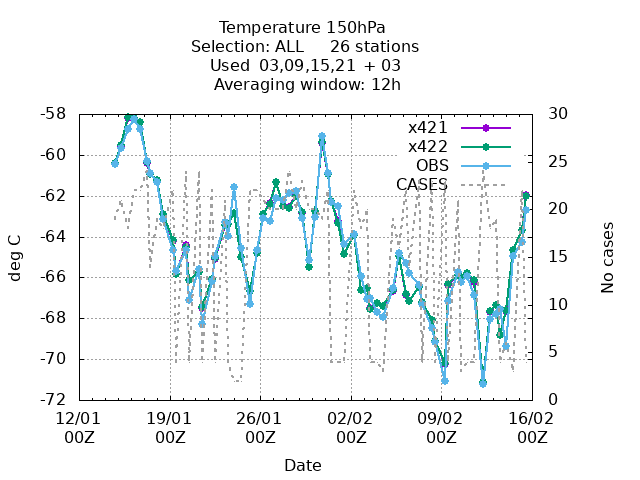 Temperature 150hPa
Selection: ALL 26 stations
Used 03,09,15,21 + 03
Averaging window: 12h
-58
-60
-62
-64
-66
-68
-70
-72
deg C
30
25
20
15
10
5
0
No cases
x421
x422
OBS
CASES
12/01 19/01 26/01 02/02 09/02 16/02
00Z 00Z 00Z 00Z 00Z 00Z
Date